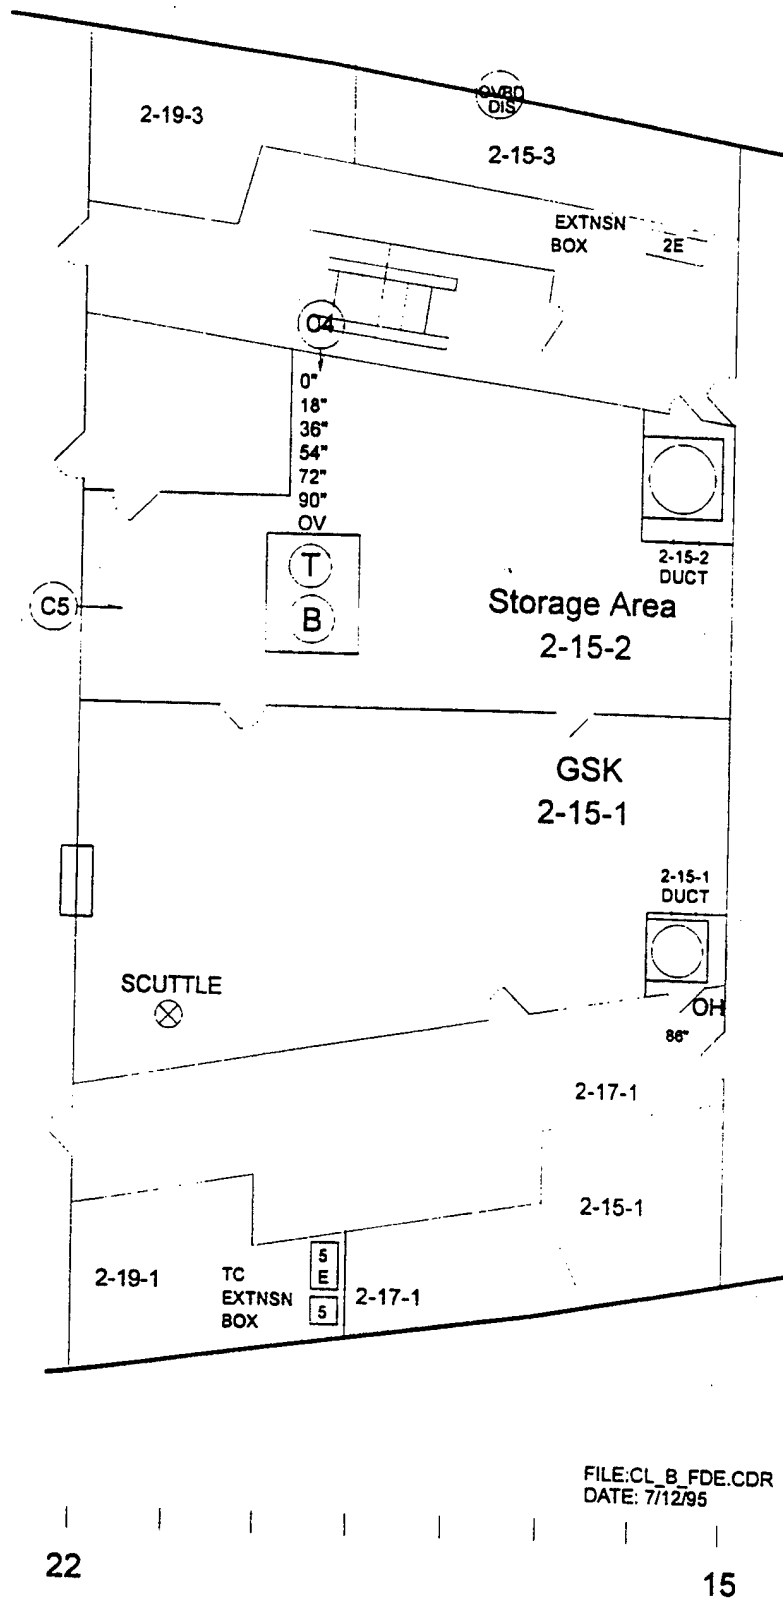 OVBD
DIS
2-19-3
2-15-3
EXTNSN
BOX
2E
C4
0"
18"
36"
54"
72"
90"
OV
T
B
2-15-2
DUCT
C5
Storage Area
2-15-2
GSK
2-15-1
2-15-1
DUCT
SCUTTLE
OH
86"
2-17-1
2-15-1
2-19-1
TC
EXTNSN
BOX
5
E
5
2-17-1
FILE:CL_B_FDE.CDR
DATE: 7/12/95
22
15